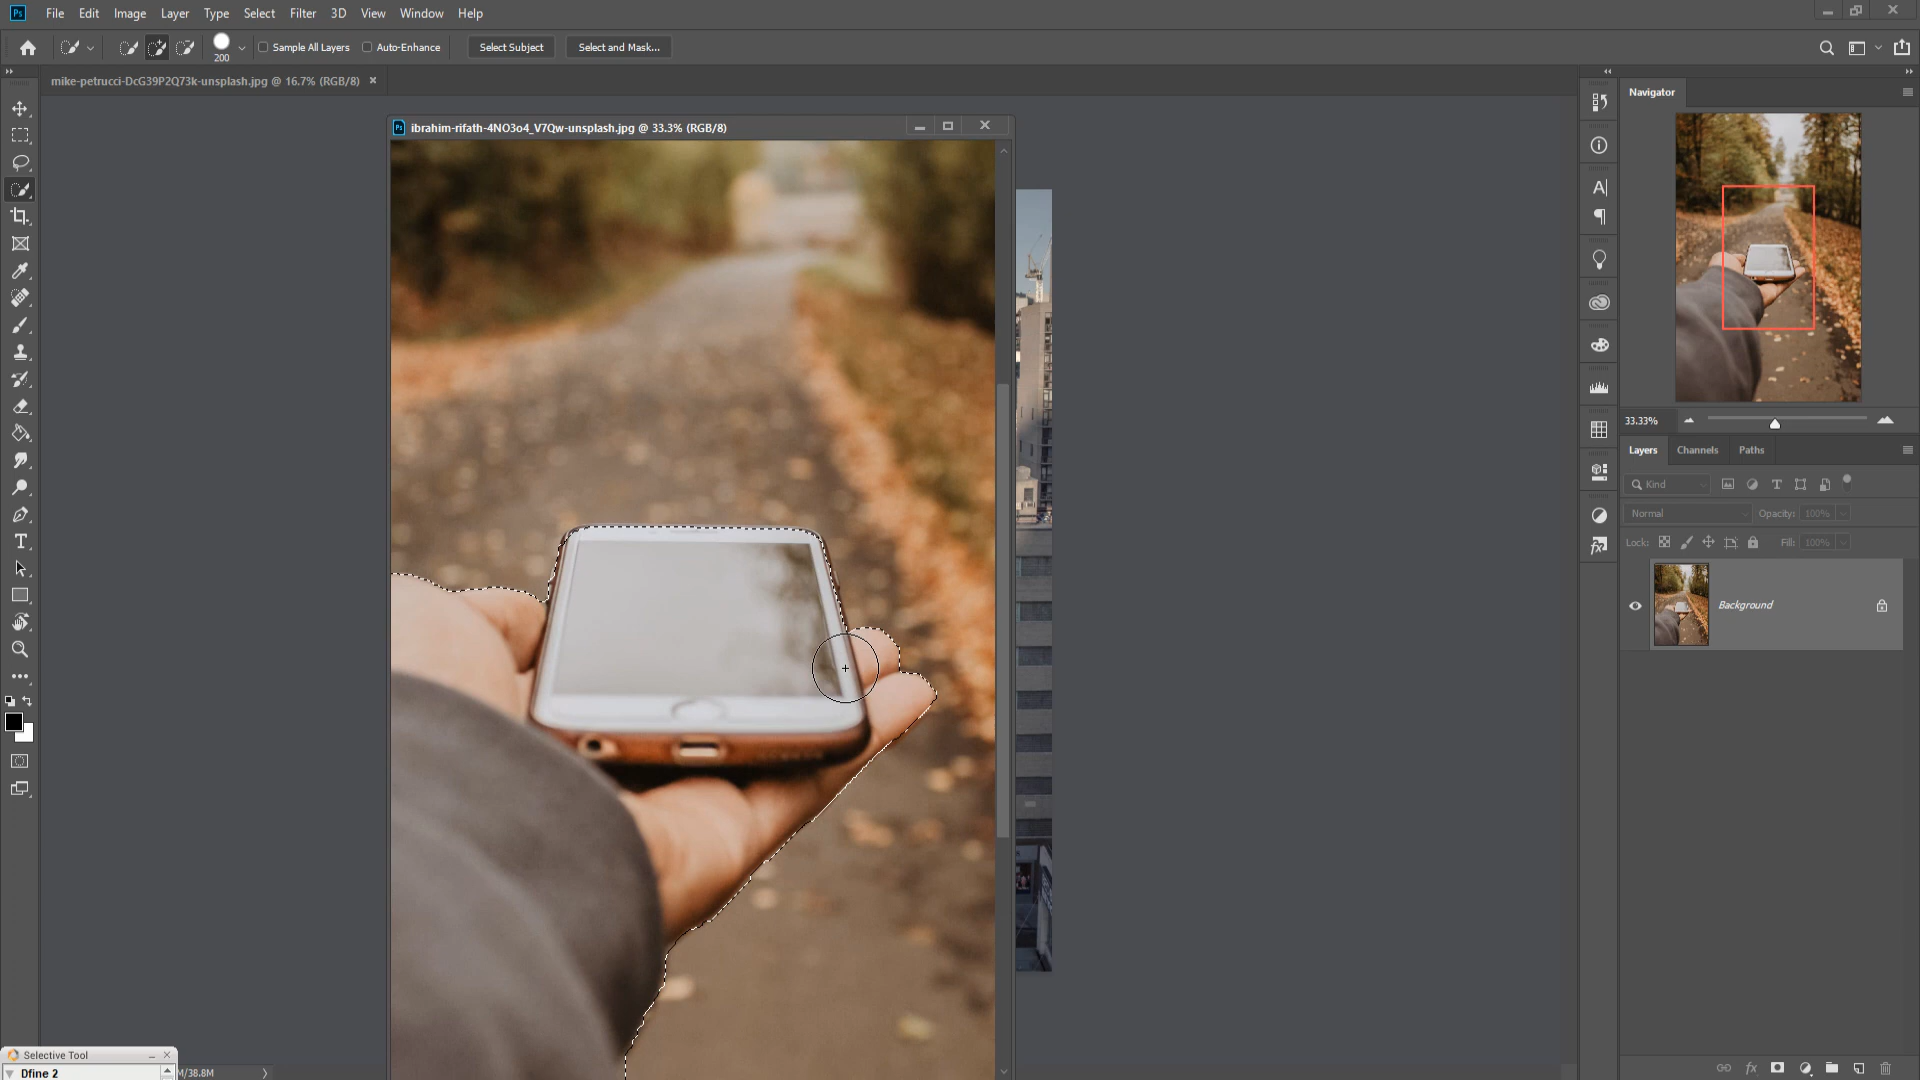 Ps File Edit Image Layer Type Select Filter 3D View Window Help
200 Sample All Layers Auto-Enhance Select Subject Select and Mask...
mike-petrucci-DcG39P2Q73k-unsplash.jpg @ 16.7% (RGB/8)
Ps ibrahim-rifath-4NO3o4_V7Qw-unsplash.jpg @ 33.3% (RGB/8)
Navigator
33.33%
Layers Channels Paths
Kind
Normal Opacity: 100%
Lock: Fill: 100%
Background
Selective Tool
Dfine 2
M/38.8M